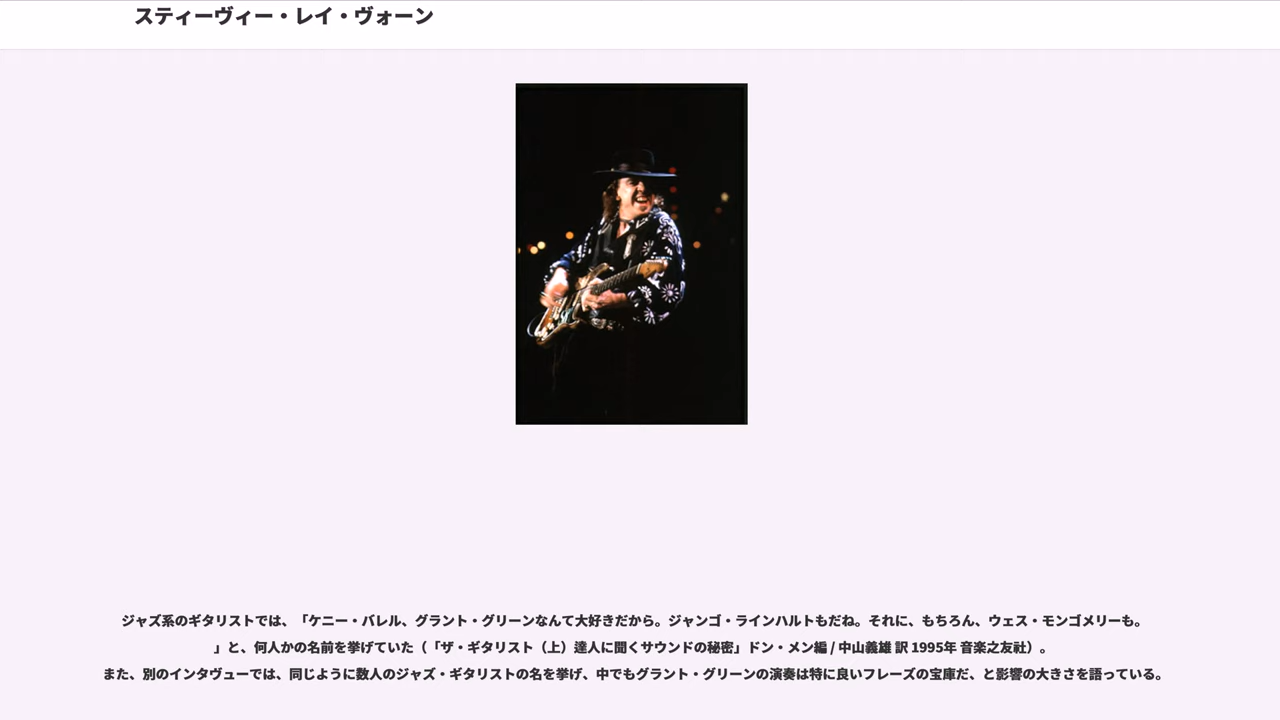 スティーヴィー・レイ・ヴォーン
ジャズ系のギタリストでは、「ケニー・バレル、グラント・グリーンなんて大好きだから。ジャンゴ・ラインハルトもだね。それに、もちろん、ウェス・モンゴメリーも。
」と、何人かの名前を挙げていた（「ザ・ギタリスト（上）達人に聞くサウンドの秘密」ドン・メン編 / 中山義雄 訳 1995年 音楽之友社）。
また、別のインタヴューでは、同じように数人のジャズ・ギタリストの名を挙げ、中でもグラント・グリーンの演奏は特に良いフレーズの宝庫だ、と影響の大きさを語っている。